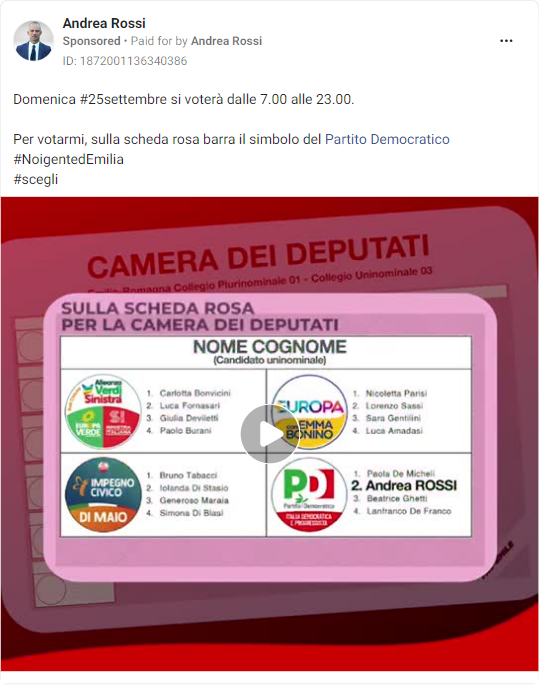 Andrea Rossi
Sponsored • Paid for by Andrea Rossi
ID: 1872001136340386
Domenica #25settembre si voterà dalle 7.00 alle 23.00.
Per votarmi, sulla scheda rosa barra il simbolo del Partito Democratico
#NoigentedEmilia
#scegli
CAMERA DEI DEPUTATI
Emilia-Romagna Collegio Plurinominale 01 - Collegio Uninominale 03
SULLA SCHEDA ROSA
PER LA CAMERA DEI DEPUTATI
NOME COGNOME
(Candidato uninominale)
Alleanza
Verdi
Sinistra
EUROPA
VERDE
SI
SINISTRA
ITALIANA
1. Carlotta Bonvicini
2. Luca Fornasari
3. Giulia Deviletti
4. Paolo Burani
EUROPA
CON
EMMA
BONINO
1. Nicoletta Parisi
2. Lorenzo Sassi
3. Sara Gentilini
4. Luca Amadasi
IMPEGNO
CIVICO
DI MAIO
1. Bruno Tabacci
2. Iolanda Di Stasio
3. Generoso Maraia
4. Simona Di Blasi
PD
Partito Democratico
ITALIA DEMOCRATICA
E PROGRESSISTA
1. Paola De Micheli
2. Andrea ROSSI
3. Beatrice Ghetti
4. Lanfranco De Franco